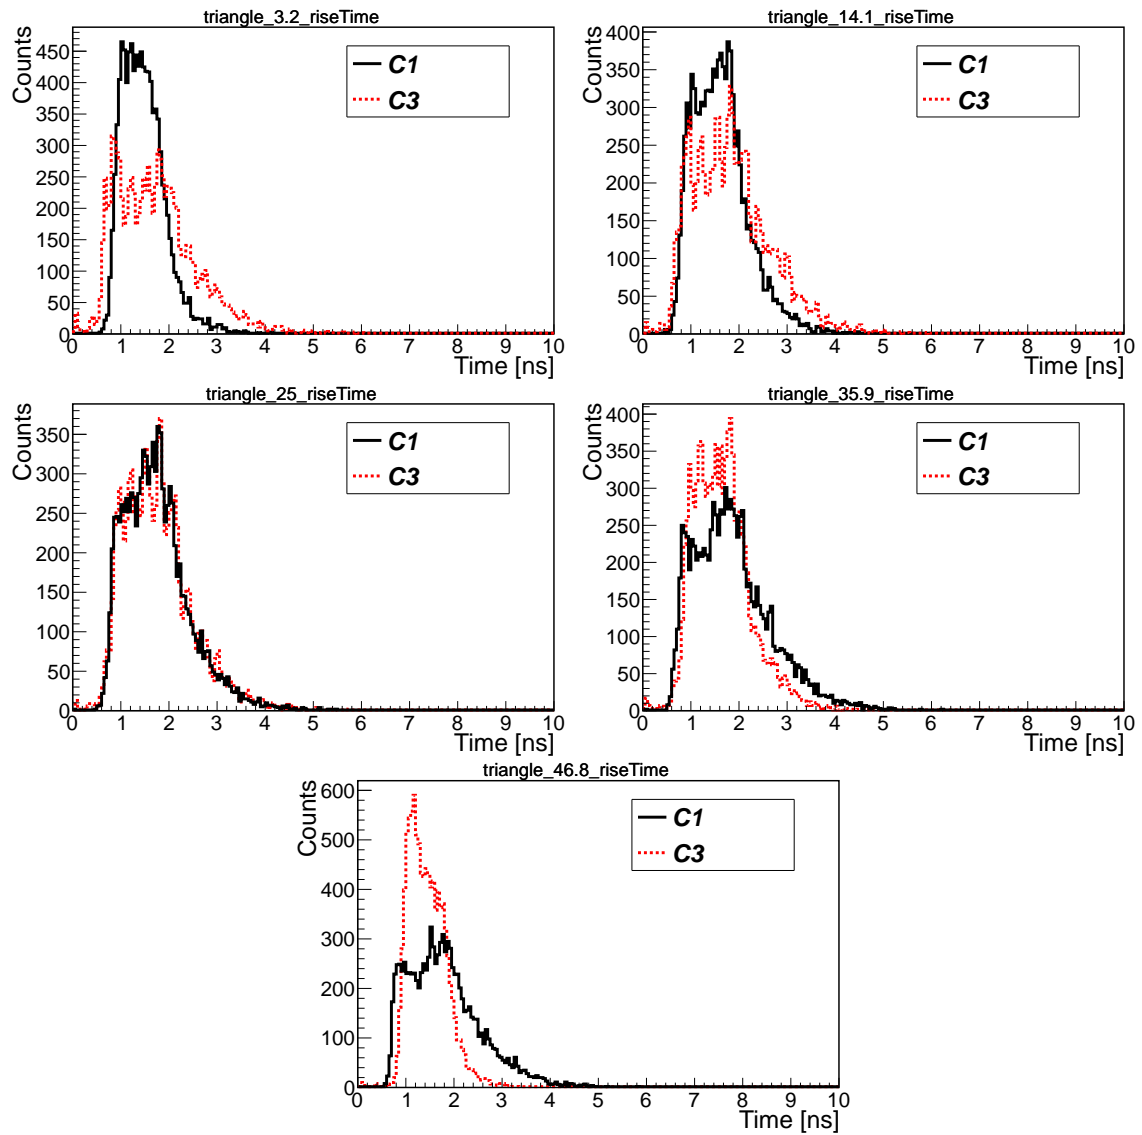 triangle_3.2_riseTime
Counts
450
400
350
300
250
200
150
100
50
0
0 1 2 3 4 5 6 7 8 9 10
Time [ns]
C1
C3
triangle_14.1_riseTime
Counts
400
350
300
250
200
150
100
50
0
0 1 2 3 4 5 6 7 8 9 10
Time [ns]
C1
C3
triangle_25_riseTime
Counts
350
300
250
200
150
100
50
0
0 1 2 3 4 5 6 7 8 9 10
Time [ns]
C1
C3
triangle_35.9_riseTime
Counts
400
350
300
250
200
150
100
50
0
0 1 2 3 4 5 6 7 8 9 10
Time [ns]
C1
C3
triangle_46.8_riseTime
Counts
600
500
400
300
200
100
0
0 1 2 3 4 5 6 7 8 9 10
Time [ns]
C1
C3